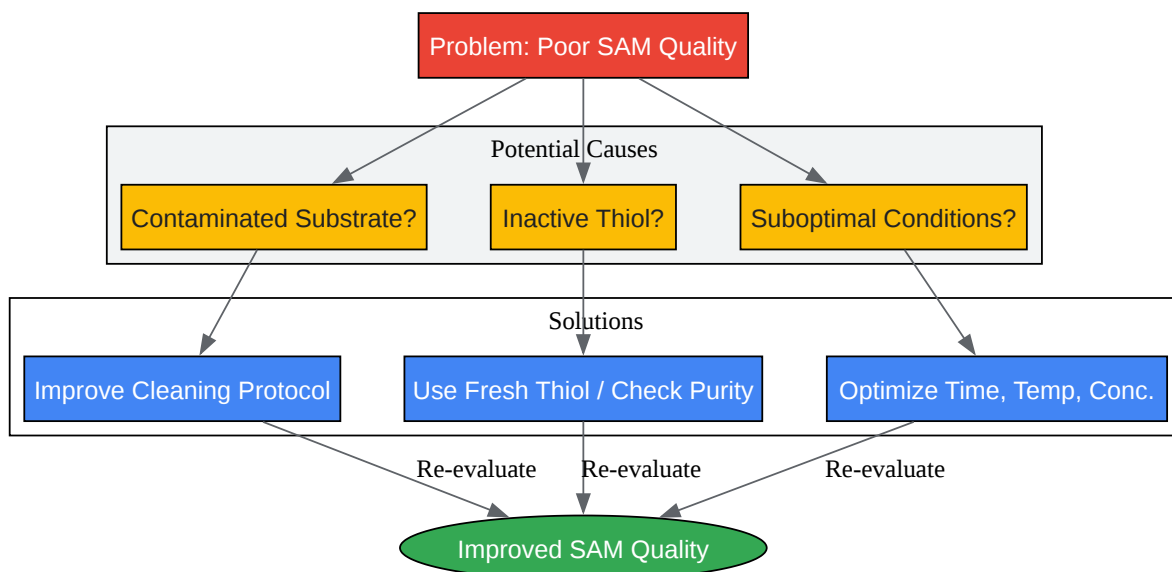 Problem: Poor SAM Quality
Potential Causes
Contaminated Substrate?
Inactive Thiol?
Suboptimal Conditions?
Solutions
Improve Cleaning Protocol
Use Fresh Thiol / Check Purity
Optimize Time, Temp, Conc.
Re-evaluate
Re-evaluate
Re-evaluate
Improved SAM Quality